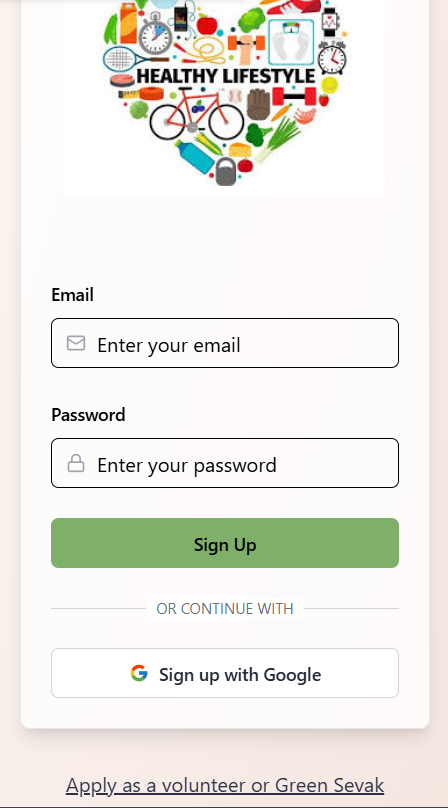 HEALTHY LIFESTYLE
Email
Enter your email
Password
Enter your password
Sign Up
OR CONTINUE WITH
Sign up with Google
Apply as a volunteer or Green Sevak